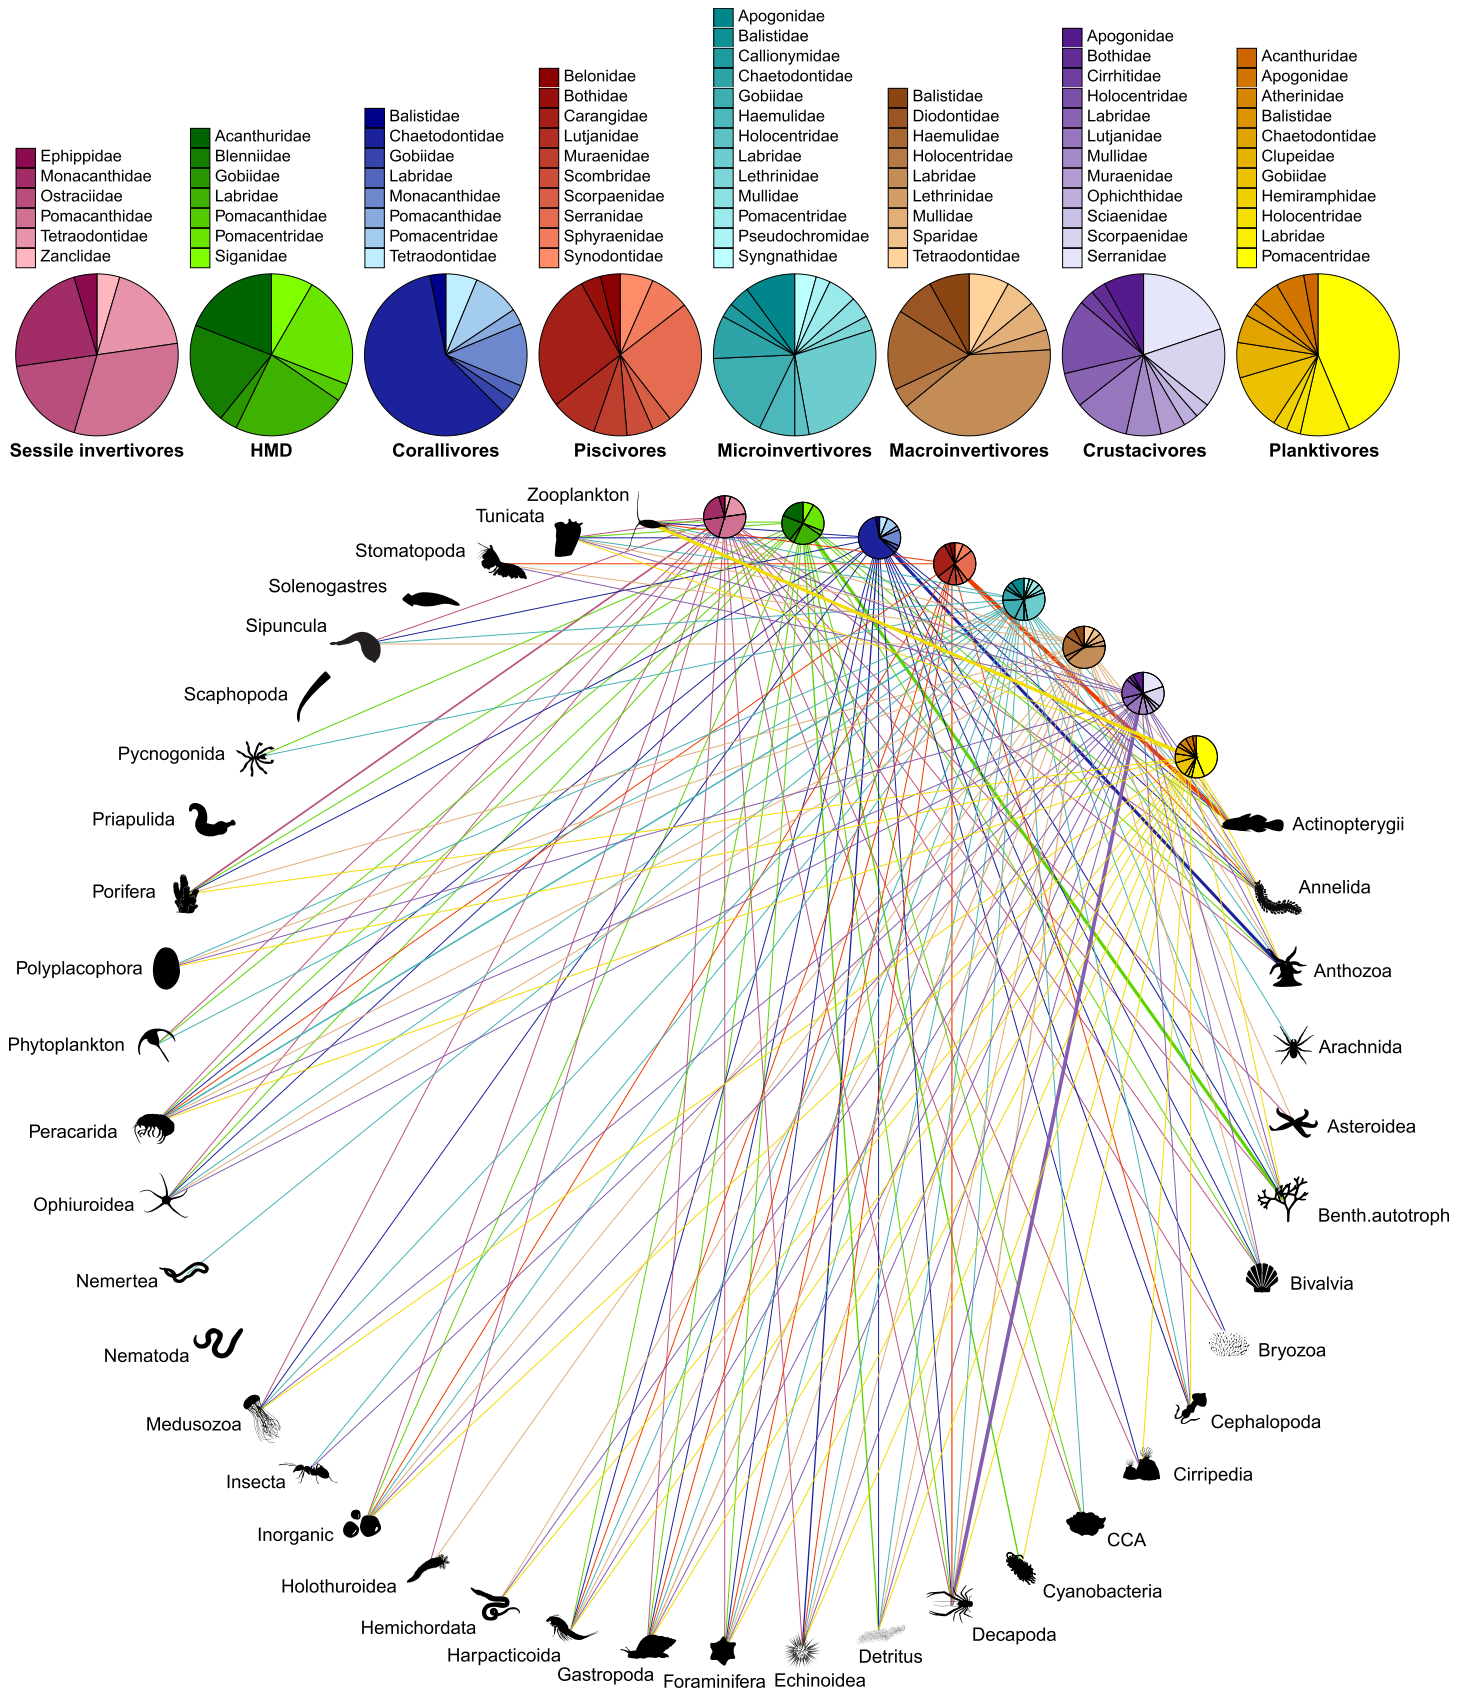 Ephippidae
Monacanthidae
Ostraciidae
Pomacanthidae
Tetraodontidae
Zanclidae
Sessile invertivores
Acanthuridae
Blenniidae
Gobiidae
Labridae
Pomacanthidae
Pomacentridae
Siganidae
HMD
Balistidae
Chaetodontidae
Gobiidae
Labridae
Monacanthidae
Pomacanthidae
Pomacentridae
Tetraodontidae
Corallivores
Belonidae
Bothidae
Carangidae
Lutjanidae
Muraenidae
Scombridae
Scorpaenidae
Serranidae
Sphyraenidae
Synodontidae
Piscivores
Apogonidae
Balistidae
Callionymidae
Chaetodontidae
Gobiidae
Haemulidae
Holocentridae
Labridae
Lethrinidae
Mullidae
Pomacentridae
Pseudochromidae
Syngnathidae
Microinvertivores
Balistidae
Diodontidae
Haemulidae
Holocentridae
Labridae
Lethrinidae
Mullidae
Sparidae
Tetraodontidae
Macroinvertivores
Apogonidae
Bothidae
Cirrhitidae
Holocentridae
Labridae
Lutjanidae
Mullidae
Muraenidae
Ophichthidae
Sciaenidae
Scorpaenidae
Serranidae
Crustacivores
Acanthuridae
Apogonidae
Atherinidae
Balistidae
Chaetodontidae
Clupeidae
Gobiidae
Hemiramphidae
Holocentridae
Labridae
Pomacentridae
Planktivores
Zooplankton
Tunicata
Stomatopoda
Solenogastres
Sipuncula
Scaphopoda
Pycnogonida
Priapulida
Porifera
Polyplacophora
Phytoplankton
Peracarida
Ophiuroidea
Nemertea
Nematoda
Medusozoa
Insecta
Inorganic
Holothuroidea
Hemichordata
Harpacticoida
Gastropoda
Foraminifera
Echinoidea
Detritus
Decapoda
Cyanobacteria
CCA
Cirripedia
Cephalopoda
Bryozoa
Bivalvia
Benth.autotroph
Asteroidea
Arachnida
Anthozoa
Annelida
Actinopterygii